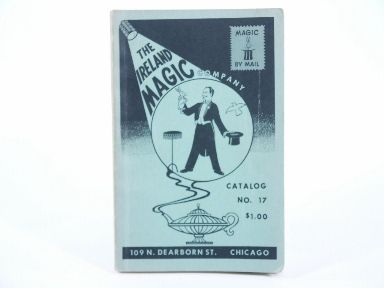 THE
IRELAND
MAGIC
COMPANY
MAGIC
BY MAIL
CATALOG
NO. 17
$1.00
109 N. DEARBORN ST. CHICAGO